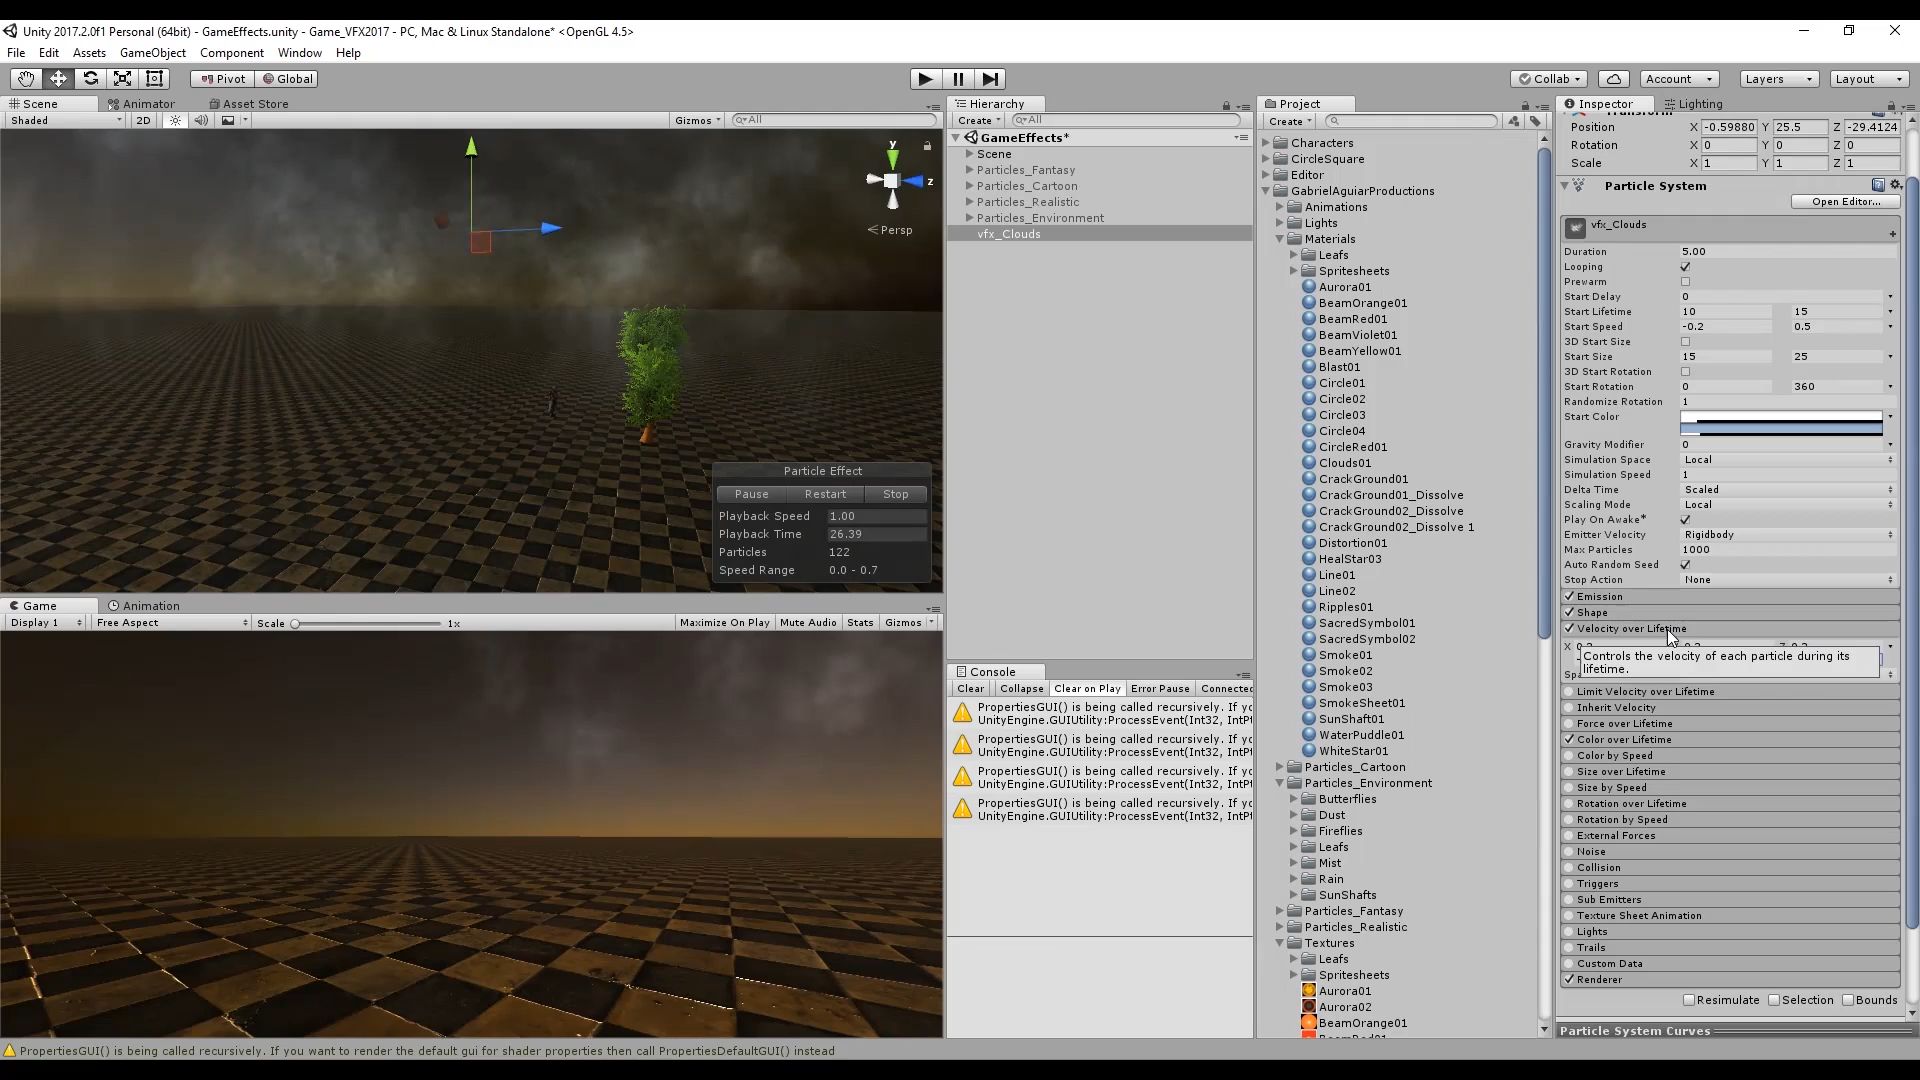 Unity 2017.2.0f1 Personal (64bit) - GameEffects.unity - Game_VFX2017 - PC, Mac & Linux Standalone* <OpenGL 4.5>
File Edit Assets GameObject Component Window Help
Pivot Global
Collab Account Layers Layout
Scene Animator Asset Store
Shaded 2D Gizmos All
y
z
Persp
Particle Effect
Pause Restart Stop
Playback Speed 1.00
Playback Time 26.39
Particles 122
Speed Range 0.0 - 0.7
Game Animation
Display 1 Free Aspect Scale 1x Maximize On Play Mute Audio Stats Gizmos
Hierarchy
Create All
GameEffects*
Scene
Particles_Fantasy
Particles_Cartoon
Particles_Realistic
Particles_Environment
vfx_Clouds
Console
Clear Collapse Clear on Play Error Pause Connected
PropertiesGUI() is being called recursively. If yo
UnityEngine.GUIUtility:ProcessEvent(Int32, IntPt
PropertiesGUI() is being called recursively. If yo
UnityEngine.GUIUtility:ProcessEvent(Int32, IntPt
PropertiesGUI() is being called recursively. If yo
UnityEngine.GUIUtility:ProcessEvent(Int32, IntPt
PropertiesGUI() is being called recursively. If yo
UnityEngine.GUIUtility:ProcessEvent(Int32, IntPt
Project
Create
Characters
CircleSquare
Editor
GabrielAguiarProductions
Animations
Lights
Materials
Leafs
Spritesheets
Aurora01
BeamOrange01
BeamRed01
BeamViolet01
BeamYellow01
Blast01
Circle01
Circle02
Circle03
Circle04
CircleRed01
Clouds01
CrackGround01
CrackGround01_Dissolve
CrackGround02_Dissolve
CrackGround02_Dissolve 1
Distortion01
HealStar03
Line01
Line02
Ripples01
SacredSymbol01
SacredSymbol02
Smoke01
Smoke02
Smoke03
SmokeSheet01
SunShaft01
WaterPuddle01
WhiteStar01
Particles_Cartoon
Particles_Environment
Butterflies
Dust
Fireflies
Leafs
Mist
Rain
SunShafts
Particles_Fantasy
Particles_Realistic
Textures
Leafs
Spritesheets
Aurora01
Aurora02
BeamOrange01
BeamRed01
Inspector Lighting
Transform
Position X -0.59880 Y 25.5 Z -29.4124
Rotation X 0 Y 0 Z 0
Scale X 1 Y 1 Z 1
Particle System
Open Editor...
vfx_Clouds
Duration 5.00
Looping
Prewarm
Start Delay 0
Start Lifetime 10 15
Start Speed -0.2 0.5
3D Start Size
Start Size 15 25
3D Start Rotation
Start Rotation 0 360
Randomize Rotation 1
Start Color
Gravity Modifier 0
Simulation Space Local
Simulation Speed 1
Delta Time Scaled
Scaling Mode Local
Play On Awake*
Emitter Velocity Rigidbody
Max Particles 1000
Auto Random Seed
Stop Action None
Emission
Shape
Velocity over Lifetime
Controls the velocity of each particle during its
lifetime.
Limit Velocity over Lifetime
Inherit Velocity
Force over Lifetime
Color over Lifetime
Color by Speed
Size over Lifetime
Size by Speed
Rotation over Lifetime
Rotation by Speed
External Forces
Noise
Collision
Triggers
Sub Emitters
Texture Sheet Animation
Lights
Trails
Custom Data
Renderer
Resimulate Selection Bounds
Particle System Curves
PropertiesGUI() is being called recursively. If you want to render the default gui for shader properties then call PropertiesDefaultGUI() instead